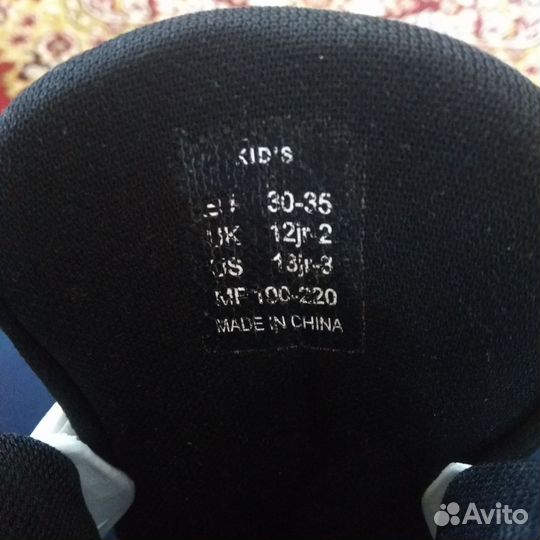 KID'S
30-35
UK 12jr-2
US 13jr-3
MF 100-220
MADE IN CHINA
Avito